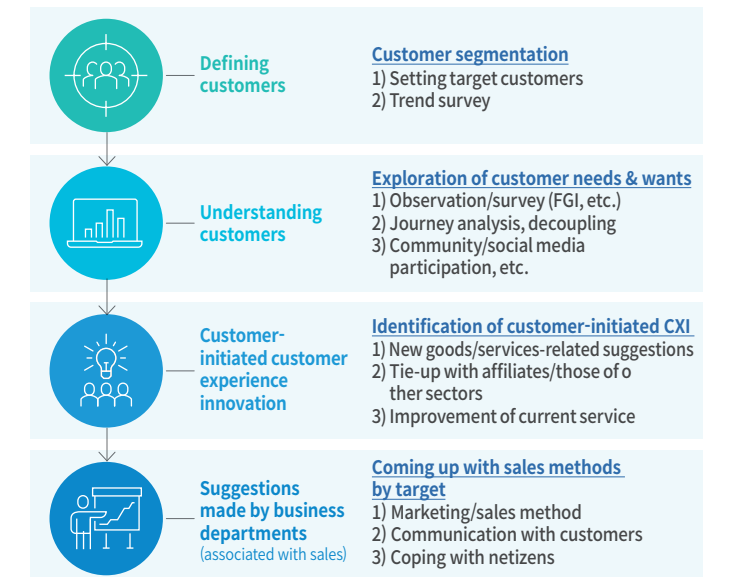 Defining
customers
Customer segmentation
1) Setting target customers
2) Trend survey
Understanding
customers
Exploration of customer needs & wants
1) Observation/survey (FGI, etc.)
2) Journey analysis, decoupling
3) Community/social media
participation, etc.
Customer-
initiated customer
experience
innovation
Identification of customer-initiated CXI
1) New goods/services-related suggestions
2) Tie-up with affiliates/those of o
ther sectors
3) Improvement of current service
Suggestions
made by business
departments
(associated with sales)
Coming up with sales methods
by target
1) Marketing/sales method
2) Communication with customers
3) Coping with netizens